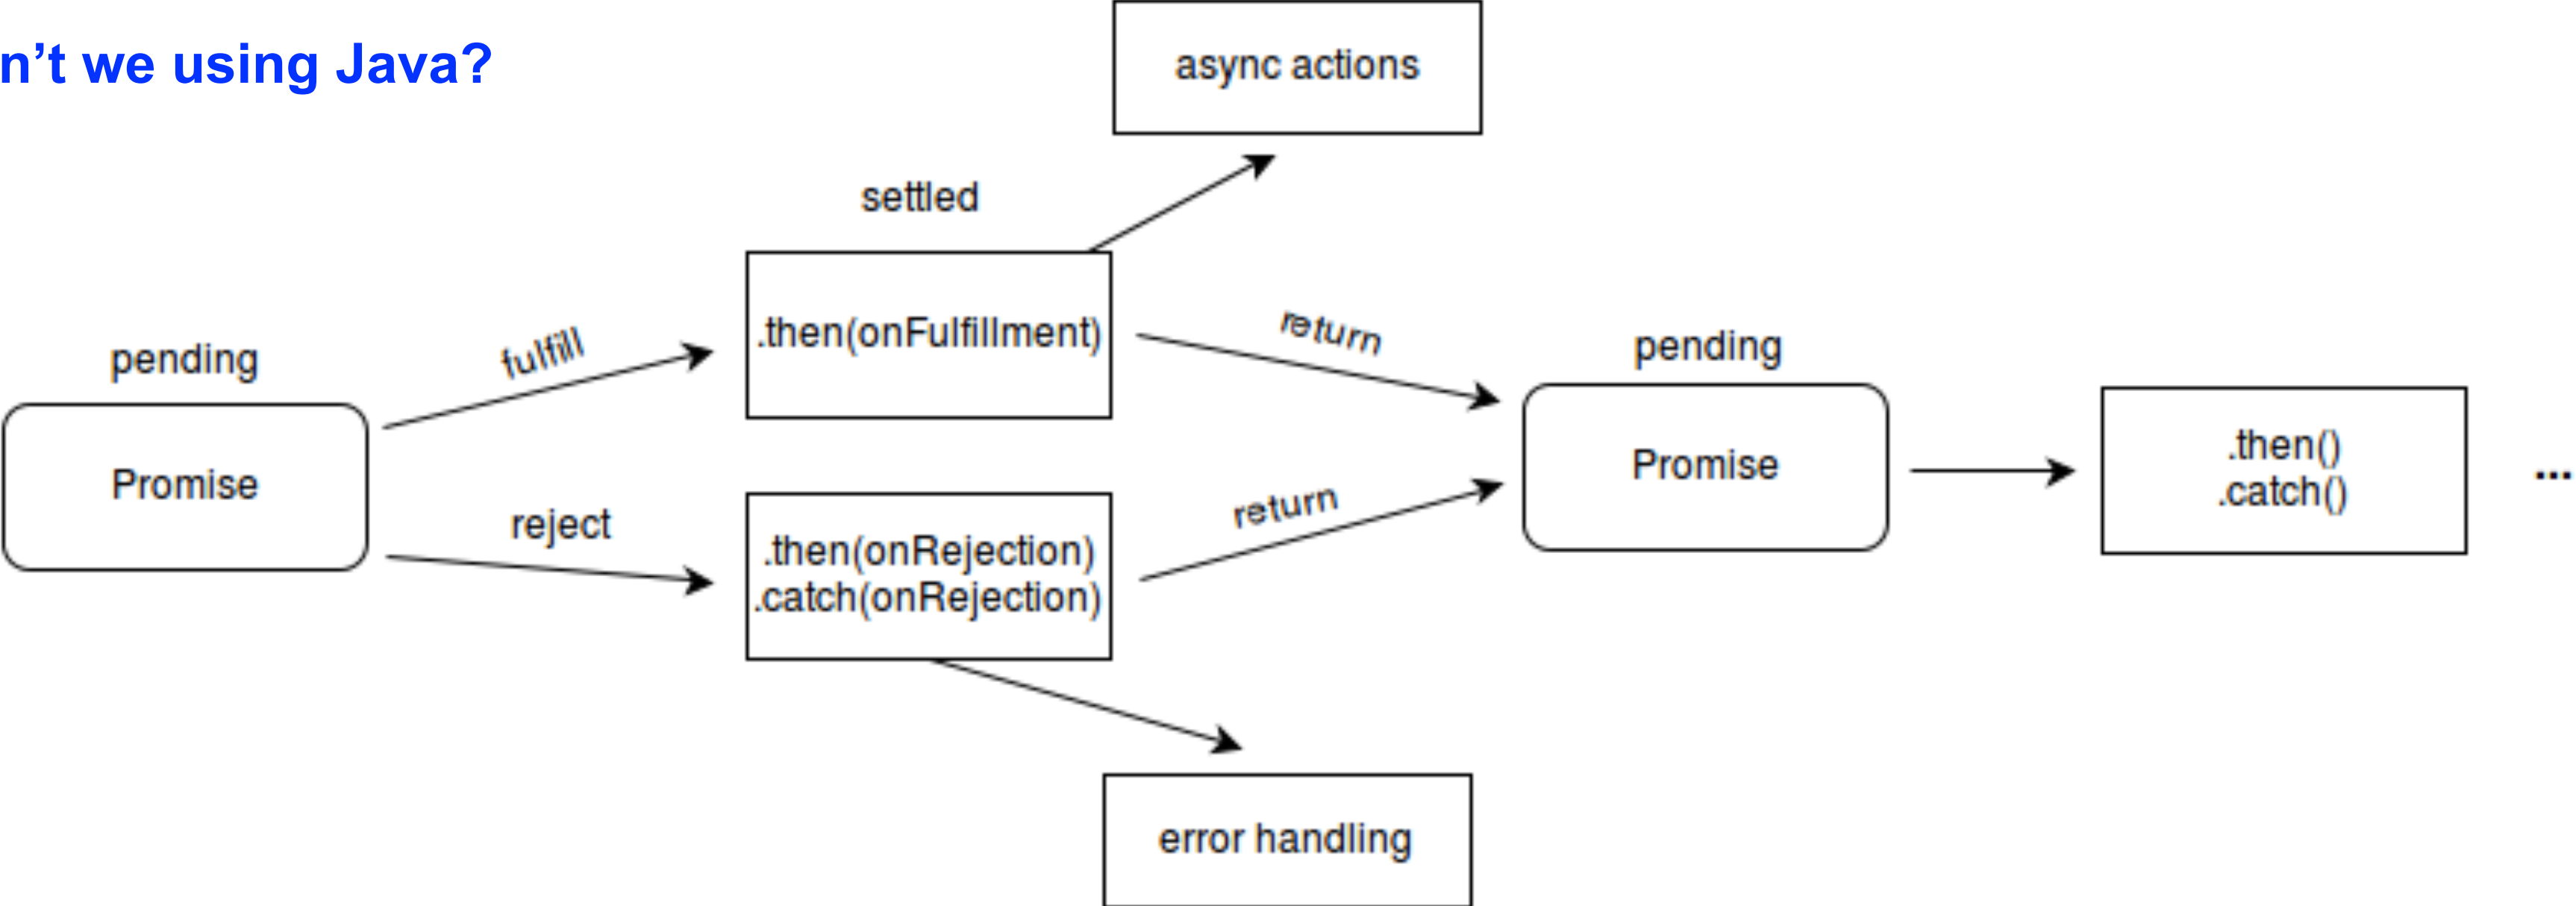 n’t we using Java?
async actions
settled
.then(onFulfillment)
fulfill
return
pending
pending
Promise
Promise
.then()
.catch()
...
reject
return
.then(onRejection)
.catch(onRejection)
error handling